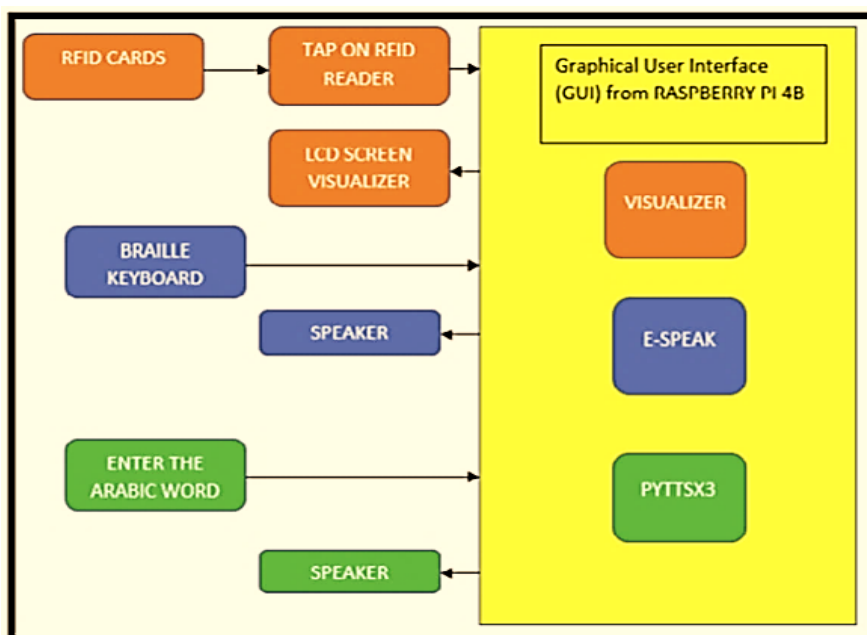 RFID CARDS
TAP ON RFID
READER
Graphical User Interface
(GUI) from RASPBERRY PI 4B
LCD SCREEN
VISUALIZER
VISUALIZER
BRAILLE
KEYBOARD
SPEAKER
E-SPEAK
ENTER THE
ARABIC WORD
PYTTSX3
SPEAKER